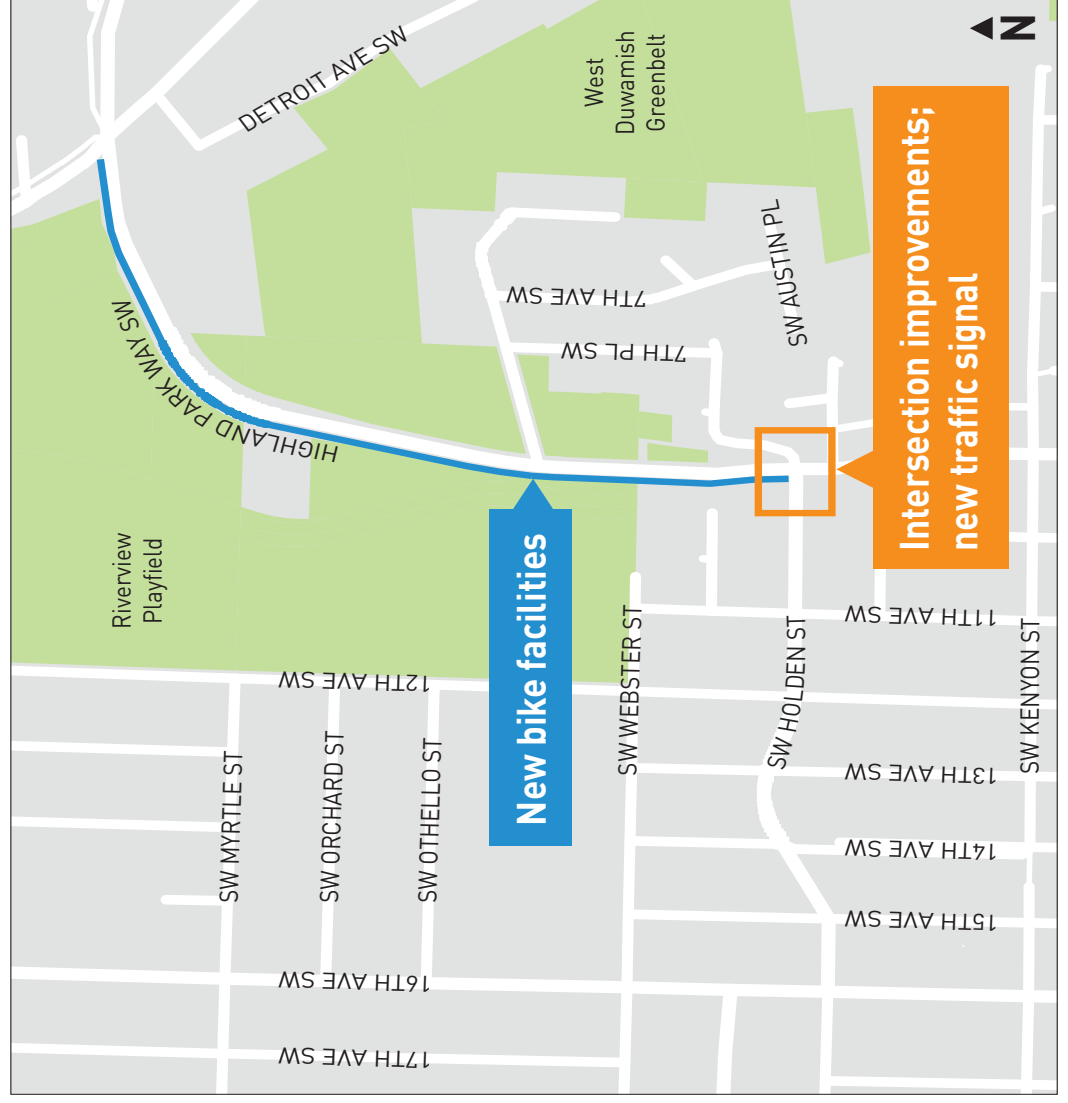 N
DETROIT AVE SW
West
Duwamish
Greenbelt
HIGHLAND PARK WAY SW
Riverview
Playfield
7TH AVE SW
7TH PL SW
SW AUSTIN PL
Intersection improvements;
new traffic signal
New bike facilities
12TH AVE SW
SW MYRTLE ST
SW ORCHARD ST
SW OTHELLO ST
SW WEBSTER ST
SW HOLDEN ST
11TH AVE SW
SW KENYON ST
13TH AVE SW
14TH AVE SW
15TH AVE SW
16TH AVE SW
17TH AVE SW